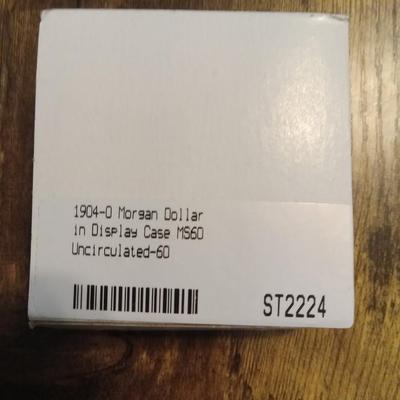 1904-O Morgan Dollar
in Display Case MS60
Uncirculated-60
ST2224